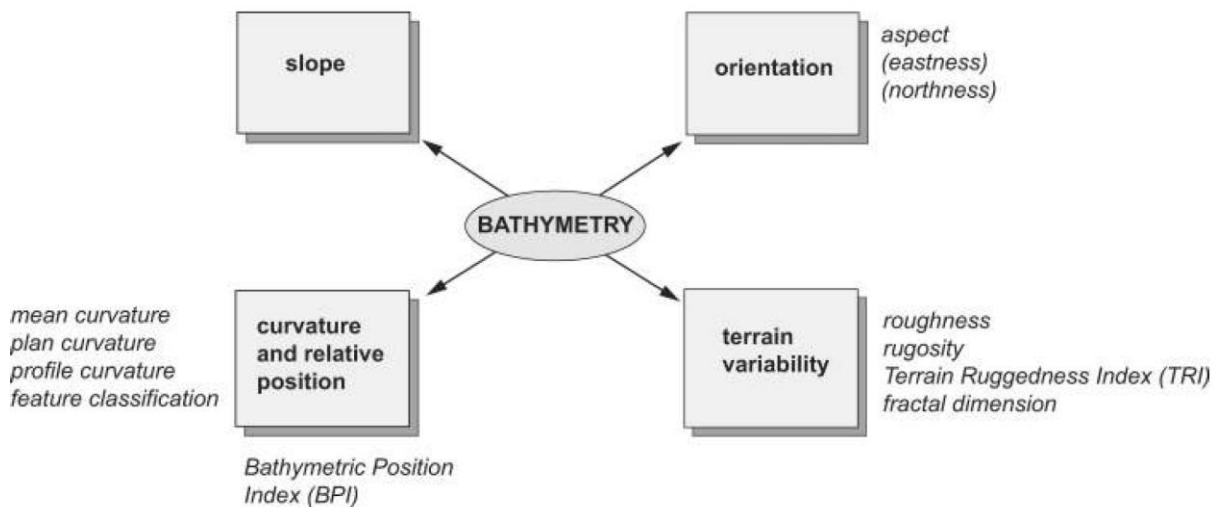 slope
orientation
aspect
(eastness)
(northness)
BATHYMETRY
mean curvature
plan curvature
profile curvature
feature classification
curvature
and relative
position
Bathymetric Position
Index (BPI)
terrain
variability
roughness
rugosity
Terrain Ruggedness Index (TRI)
fractal dimension